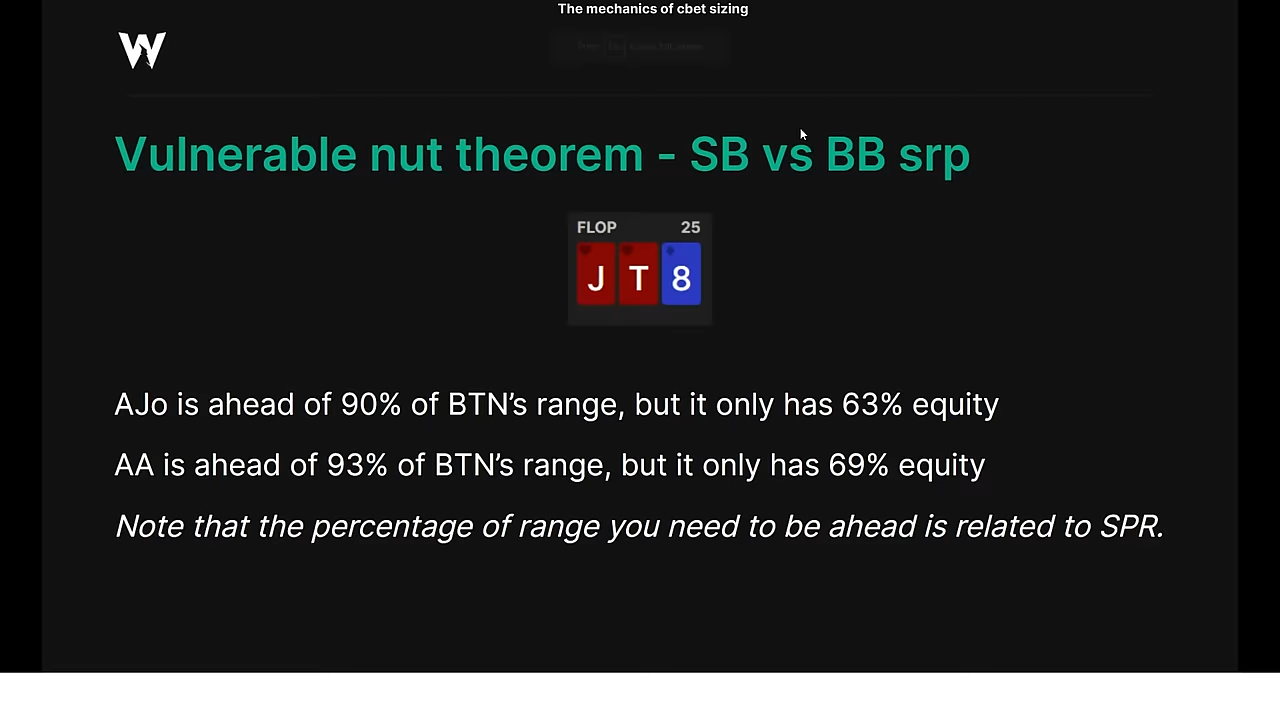 The mechanics of cbet sizing
W
Vulnerable nut theorem - SB vs BB srp
FLOP 25
J T 8
AJo is ahead of 90% of BTN's range, but it only has 63% equity
AA is ahead of 93% of BTN's range, but it only has 69% equity
Note that the percentage of range you need to be ahead is related to SPR.